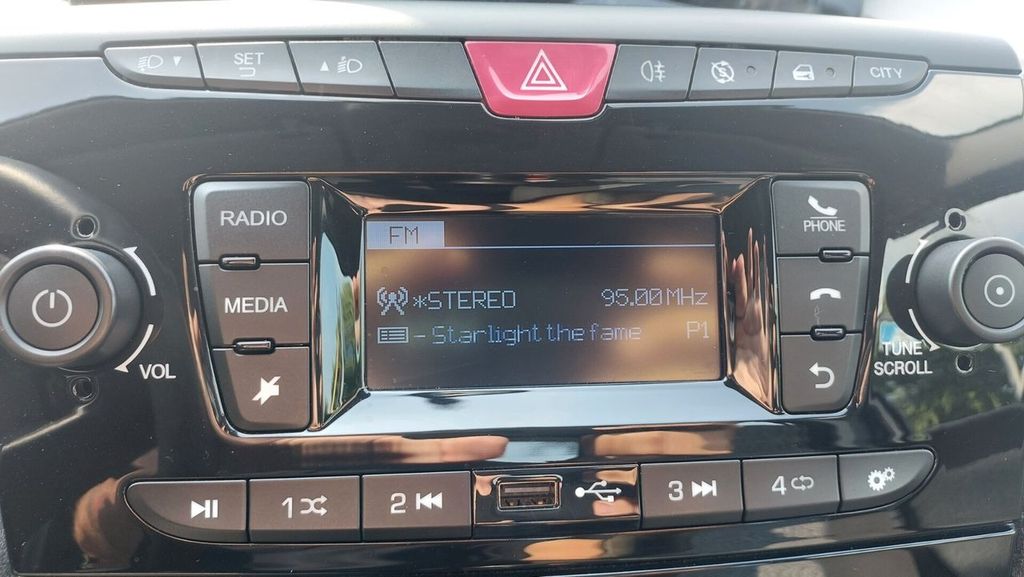 SET
CITY
RADIO
MEDIA
VOL
FM
*STEREO 95.00 MHz
- Starlight the fame P1
PHONE
TUNE
SCROLL
1
2
3
4